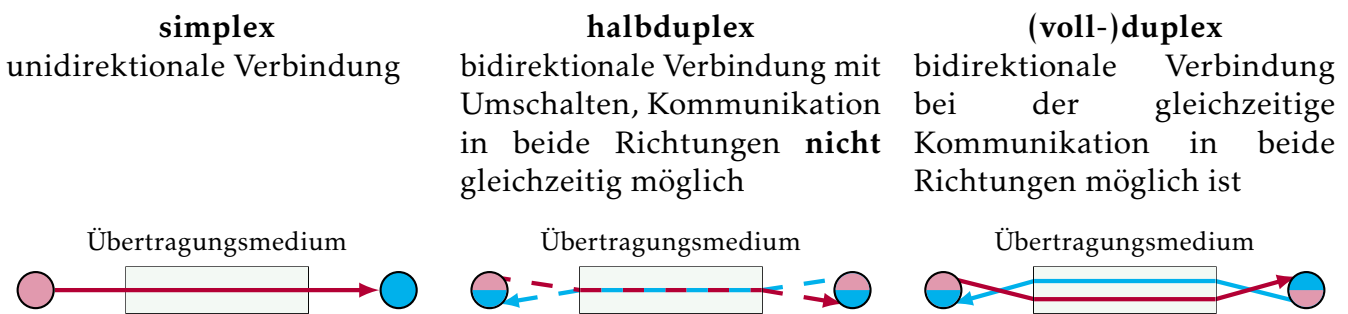 simplex
unidirektionale Verbindung
halbduplex
bidirektionale Verbindung mit
Umschalten, Kommunikation
in beide Richtungen nicht
gleichzeitig möglich
(voll-)duplex
bidirektionale Verbindung
bei der gleichzeitige
Kommunikation in beide
Richtungen möglich ist
Übertragungsmedium
Übertragungsmedium
Übertragungsmedium